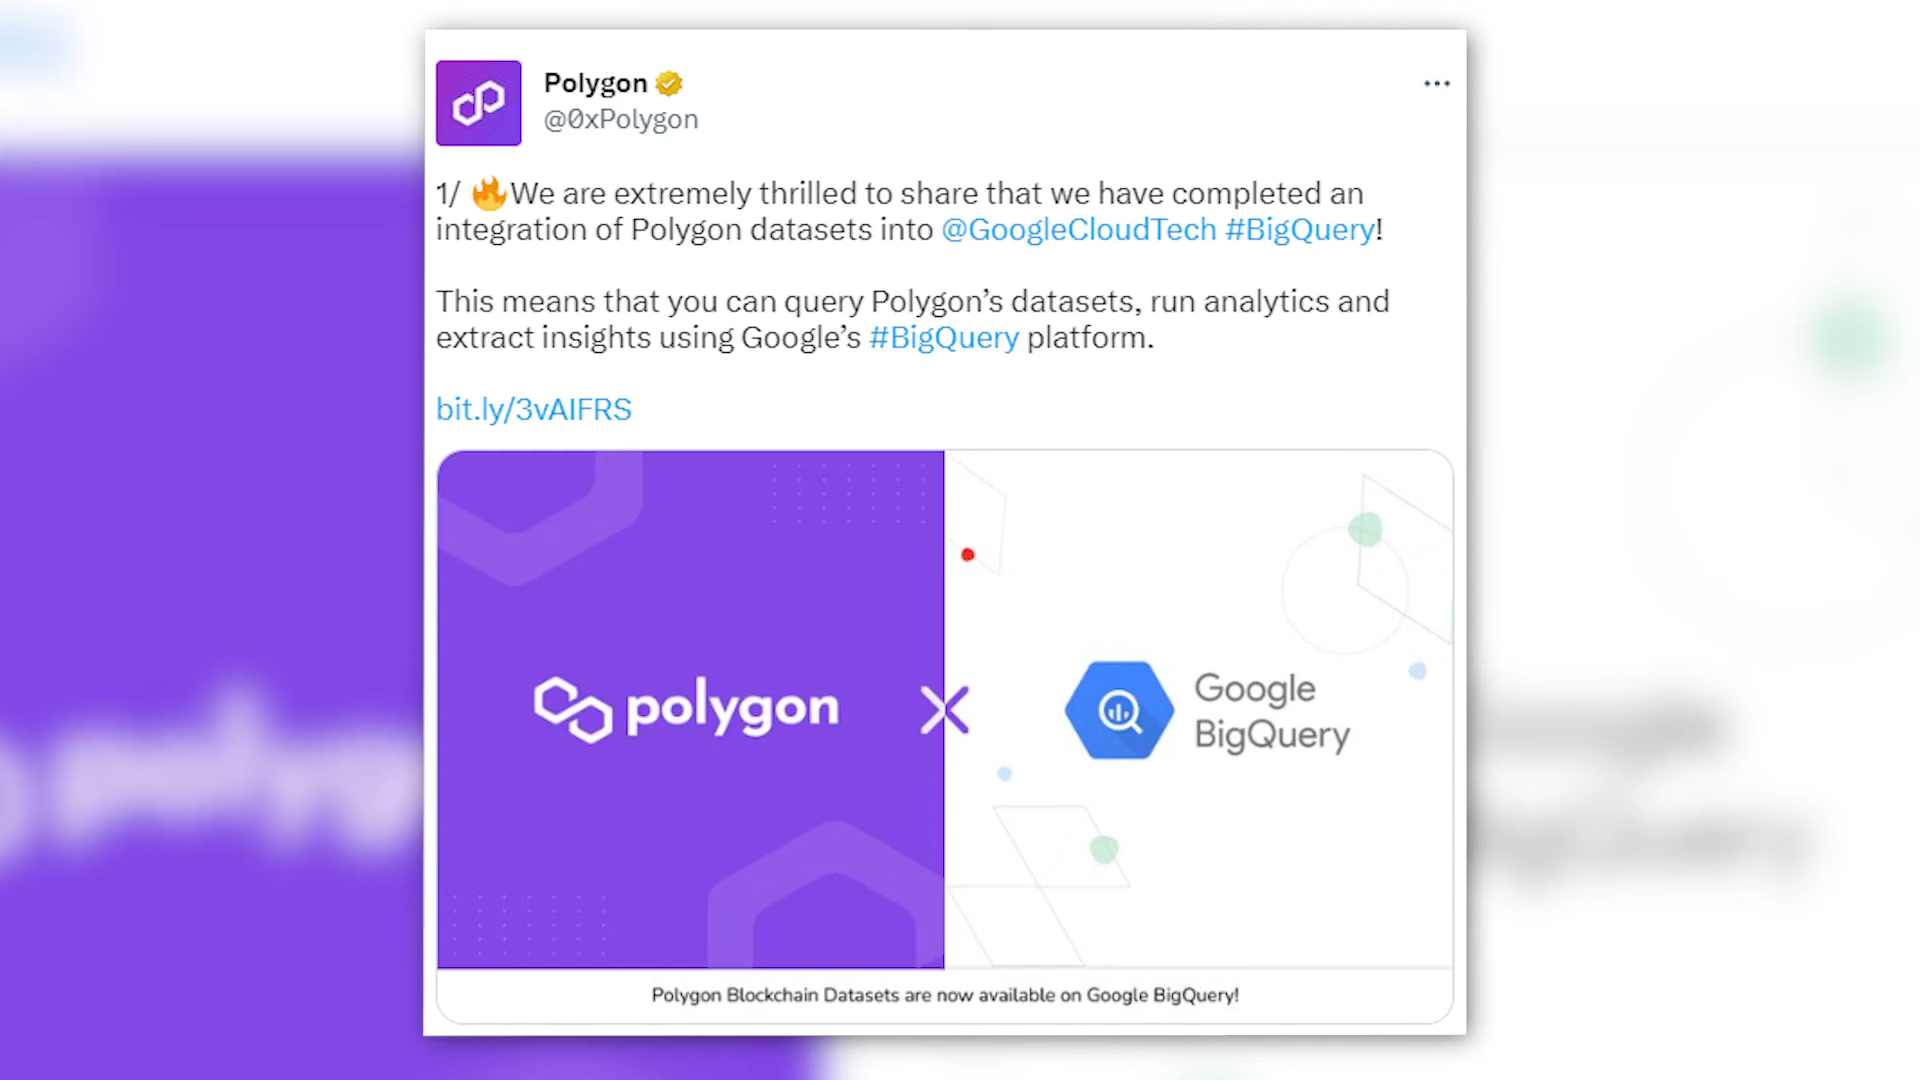 Polygon
@0xPolygon
1/ 🔥We are extremely thrilled to share that we have completed an
integration of Polygon datasets into @GoogleCloudTech #BigQuery!
This means that you can query Polygon’s datasets, run analytics and
extract insights using Google’s #BigQuery platform.
bit.ly/3vAIFRS
polygon
Google
BigQuery
Polygon Blockchain Datasets are now available on Google BigQuery!